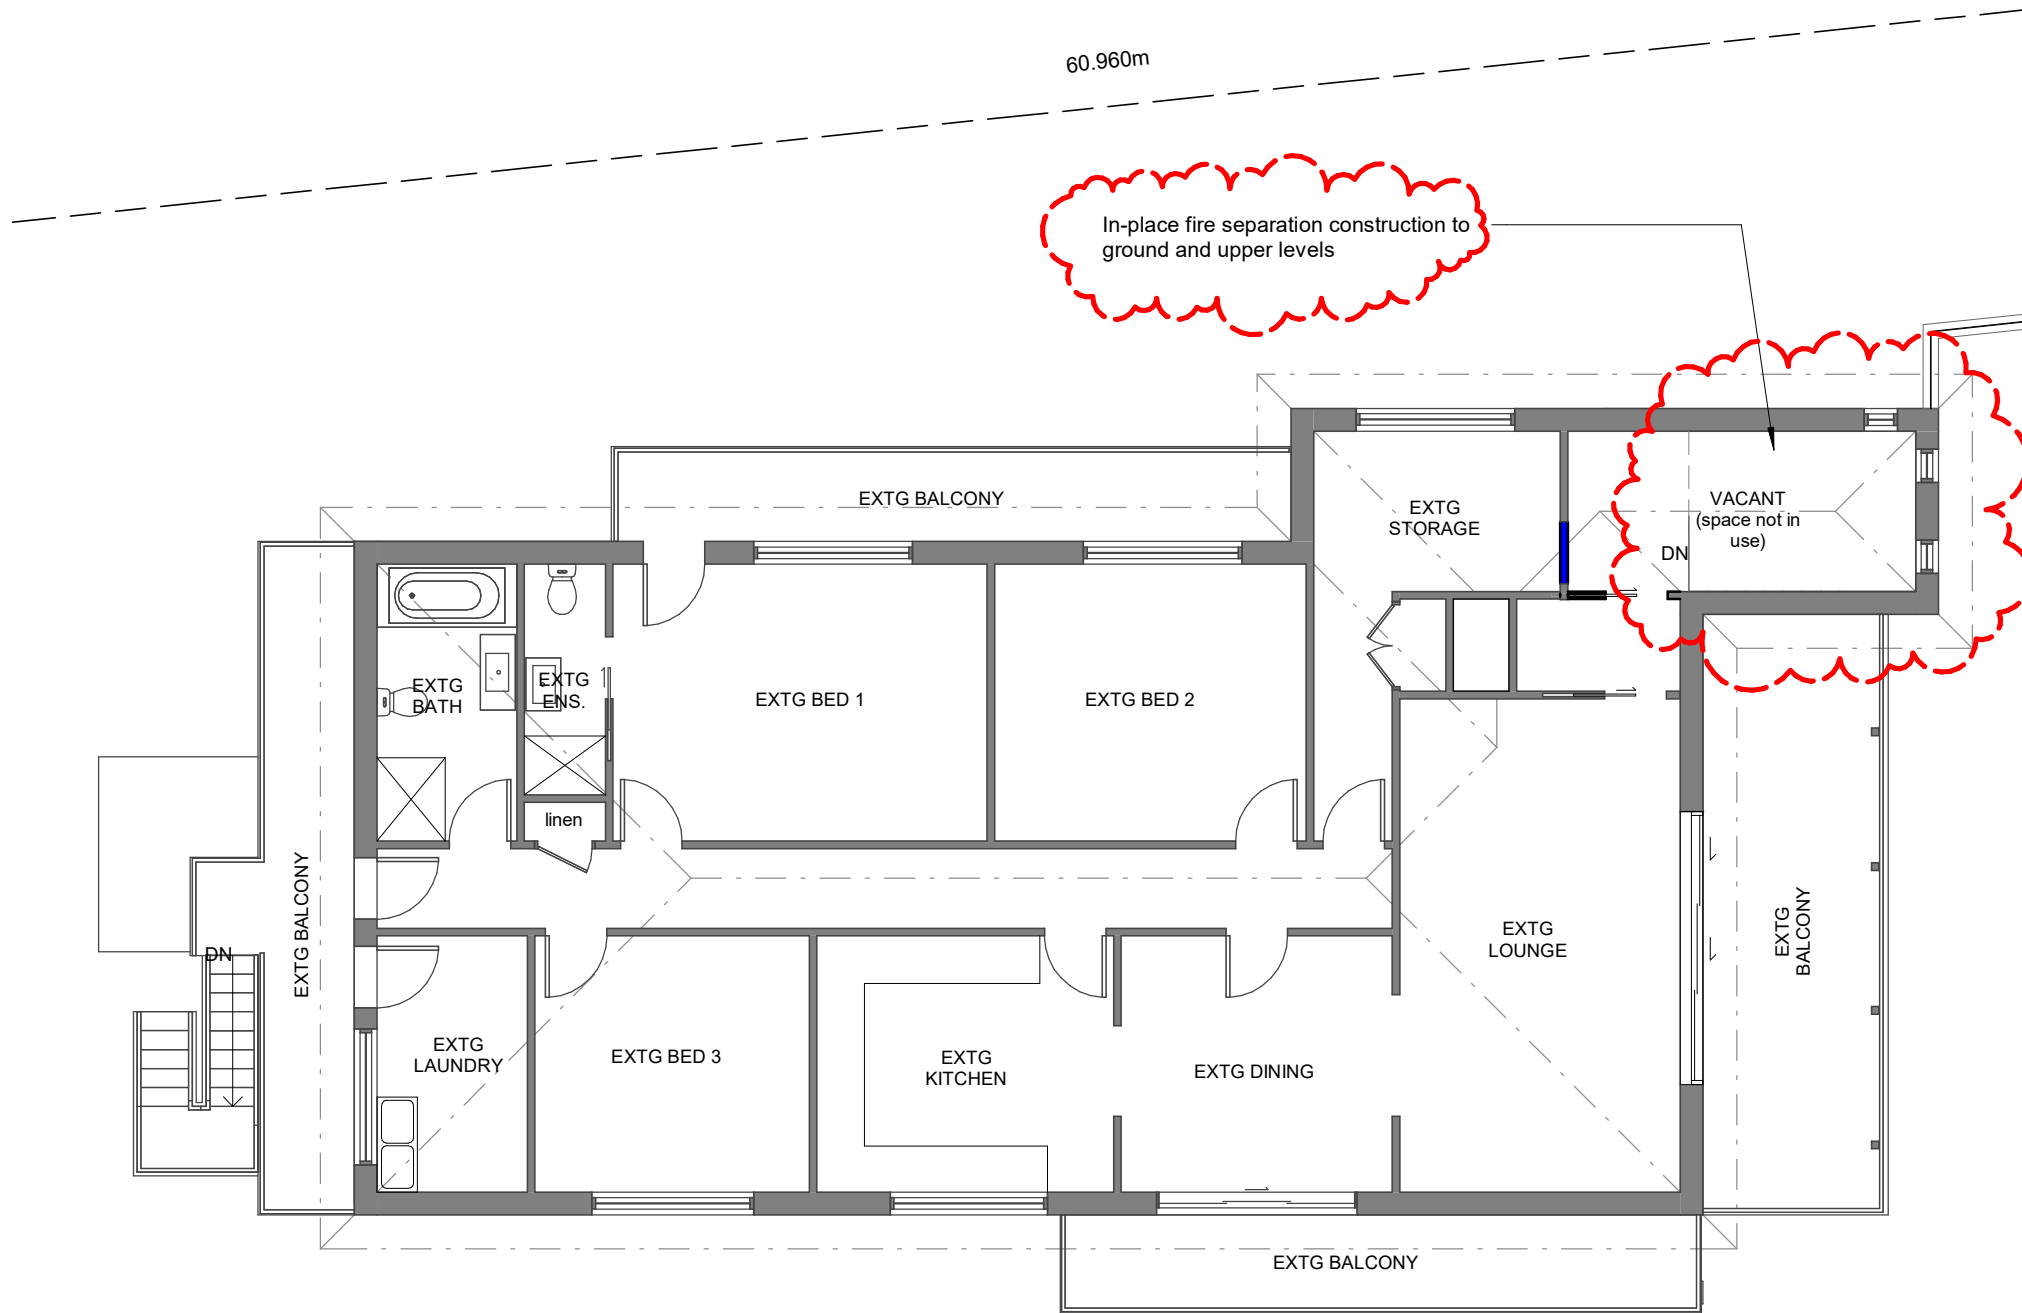 60.960m
In-place fire separation construction to
ground and upper levels
EXTG BALCONY
EXTG
STORAGE
VACANT
(space not in
use)
DN
EXTG
BATH
EXTG
ENS.
EXTG BED 1
EXTG BED 2
linen
EXTG BALCONY
DN
EXTG
LOUNGE
EXTG
BALCONY
EXTG
LAUNDRY
EXTG BED 3
EXTG
KITCHEN
EXTG DINING
EXTG BALCONY